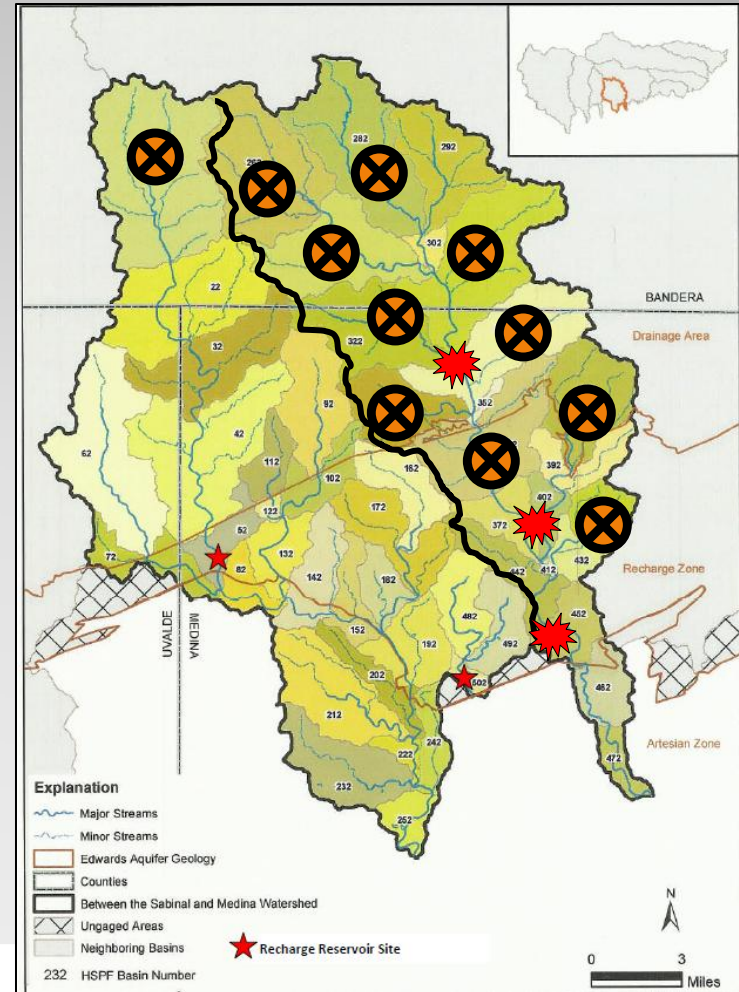 282
292
302
22
BANDERA
Drainage Area
322
32
352
92
62
42
162
392
112
102
402
172
122
372
52
432
132
412
72
82
142
442
182
Recharge Zone
452
482
UVALDE
MEDINA
152
192
492
202
502
462
212
242
Artesian Zone
222
472
232
252
Explanation
Major Streams
Minor Streams
Edwards Aquifer Geology
Counties
Between the Sabinal and Medina Watershed
Ungaged Areas
Neighboring Basins
Recharge Reservoir Site
232 HSPF Basin Number
N
0 3
Miles